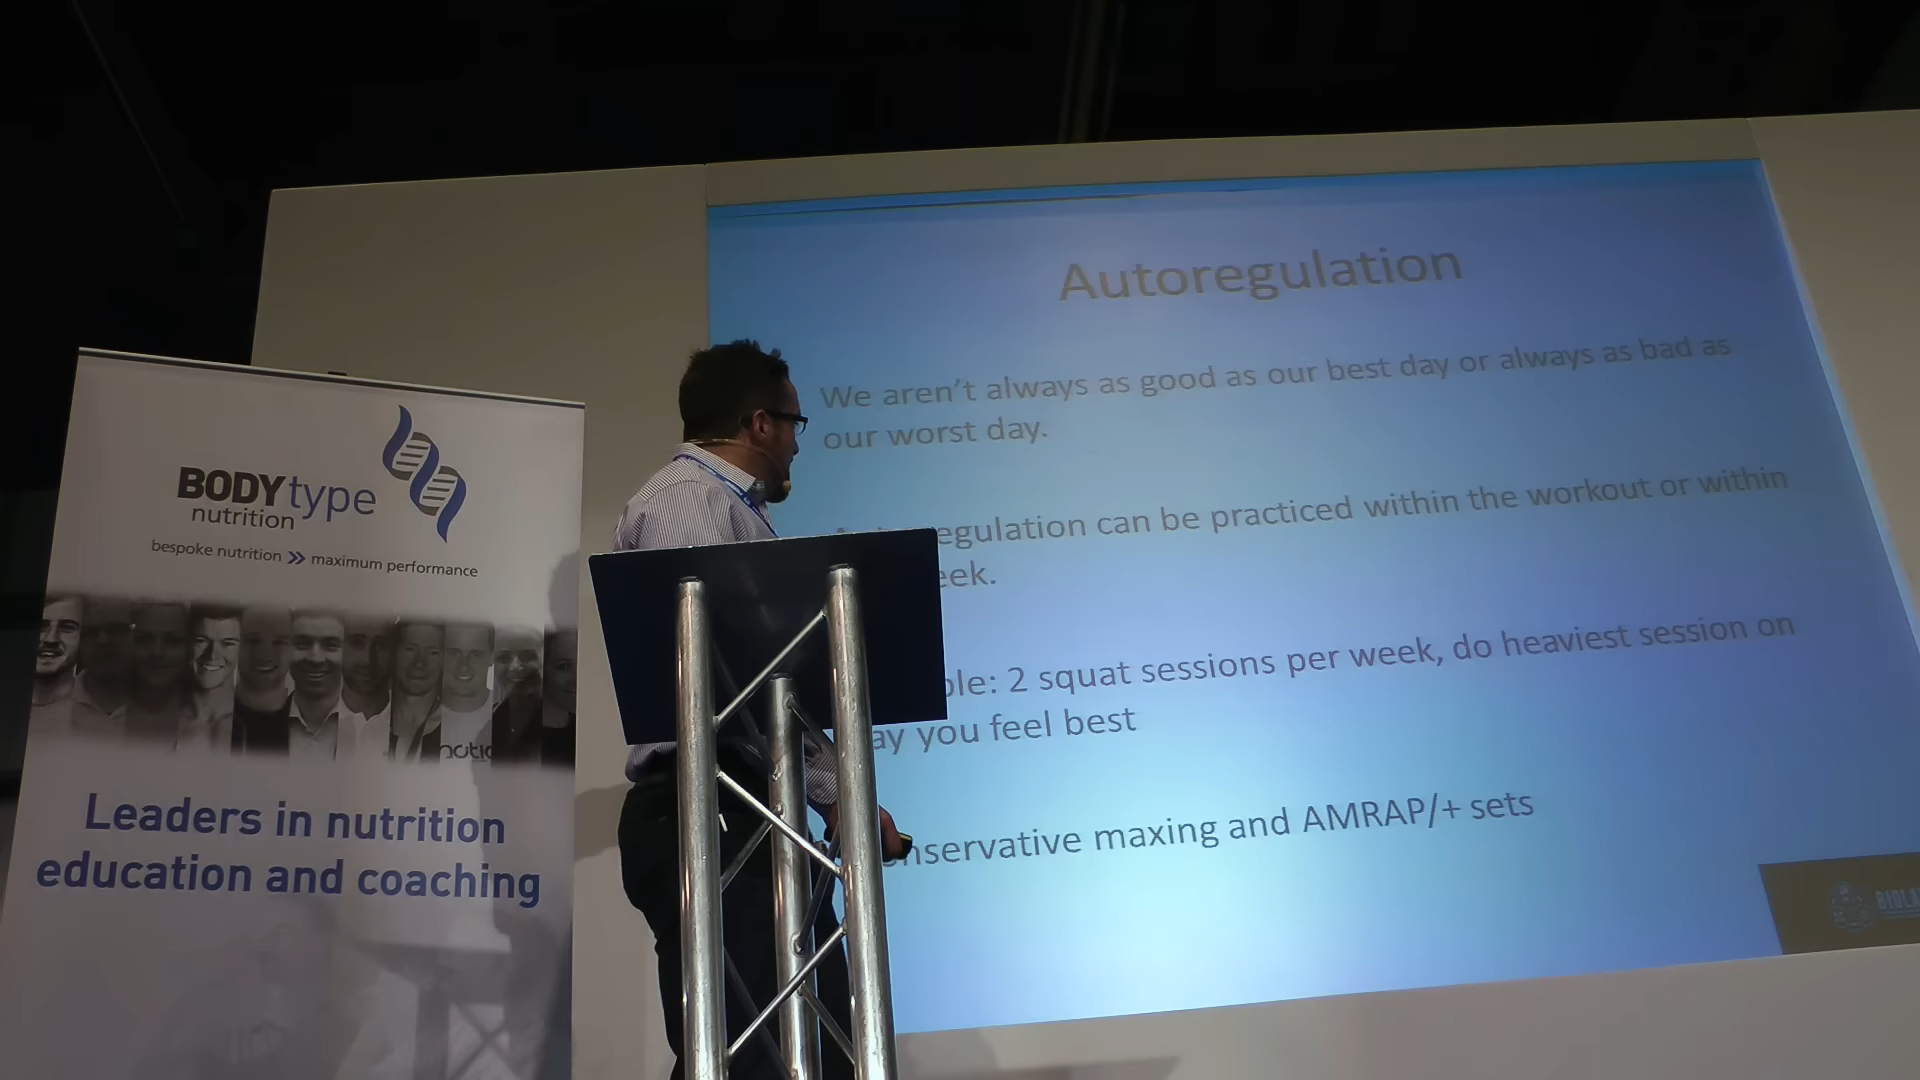 BODYtype
nutrition
bespoke nutrition » maximum performance
Leaders in nutrition
education and coaching
Autoregulation
We aren't always as good as our best day or always as bad as
our worst day.
egulation can be practiced within the workout or within
eek.
ple: 2 squat sessions per week, do heaviest session on
ay you feel best
nservative maxing and AMRAP/+ sets